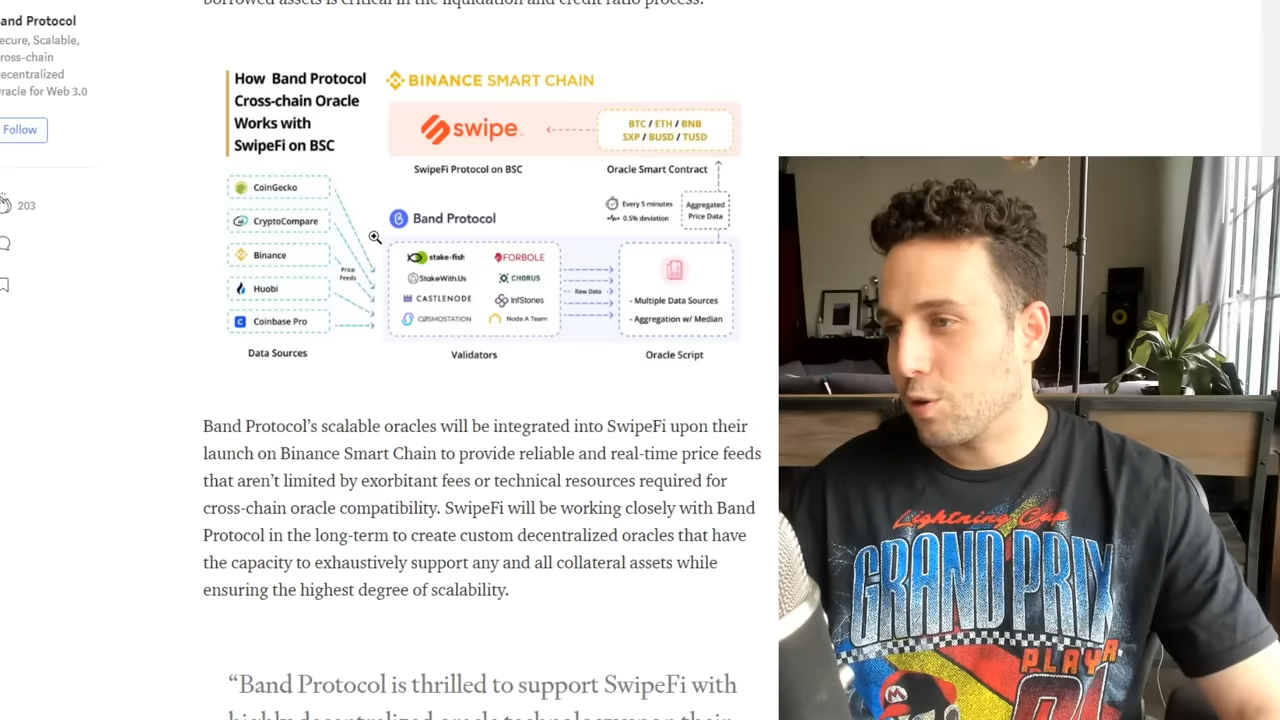 and Protocol
ecure, Scalable,
ross-chain
ecentralized
racle for Web 3.0
Follow
203
borrowed assets is critical in the liquidation and credit ratio process.
How Band Protocol
Cross-chain Oracle
Works with
SwipeFi on BSC
BINANCE SMART CHAIN
swipe
BTC / ETH / BNB
SXP / BUSD / TUSD
SwipeFi Protocol on BSC
Oracle Smart Contract
CoinGecko
CryptoCompare
Binance
Huobi
Coinbase Pro
Data Sources
Price
Feeds
Band Protocol
Every 5 minutes
0.5% deviation
Aggregated
Price Data
stake·fish
FORBOLE
StakeWith.Us
CHORUS
CASTLENODE
InfStones
COSMOSTATION
Node A Team
Validators
Raw Data
- Multiple Data Sources
- Aggregation w/ Median
Oracle Script
Band Protocol’s scalable oracles will be integrated into SwipeFi upon their
launch on Binance Smart Chain to provide reliable and real-time price feeds
that aren’t limited by exorbitant fees or technical resources required for
cross-chain oracle compatibility. SwipeFi will be working closely with Band
Protocol in the long-term to create custom decentralized oracles that have
the capacity to exhaustively support any and all collateral assets while
ensuring the highest degree of scalability.
“Band Protocol is thrilled to support SwipeFi with
highly decentralized oracle technology upon their
Lightning Cup
GRAND PRIX
PLAYA